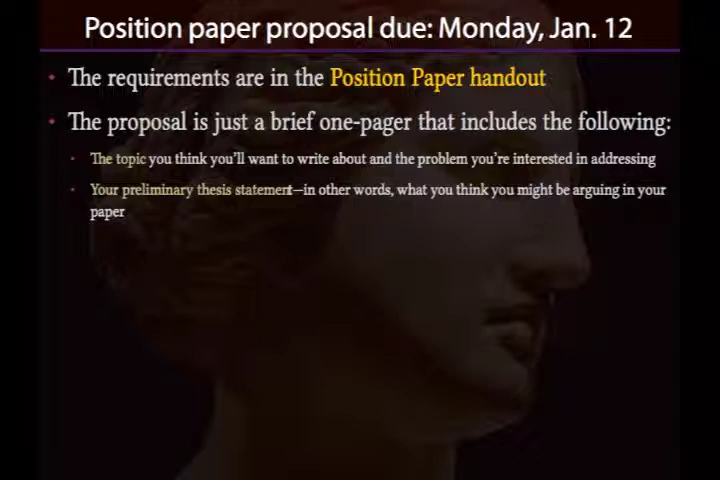 Position paper proposal due: Monday, Jan. 12
• The requirements are in the Position Paper handout
• The proposal is just a brief one-pager that includes the following:
• The topic you think you'll want to write about and the problem you're interested in addressing
• Your preliminary thesis statement—in other words, what you think you might be arguing in your
paper